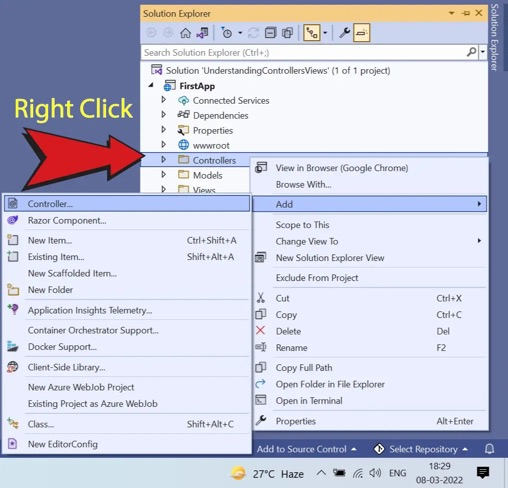 Solution Explorer
Solution Explorer
Search Solution Explorer (Ctrl+;)
Solution 'UnderstandingControllersViews' (1 of 1 project)
FirstApp
Connected Services
Dependencies
Properties
wwwroot
Right Click
Controllers
Models
Views
View in Browser (Google Chrome)
Browse With...
Add
Scope to This
Change View To
New Solution Explorer View
Exclude From Project
Cut Ctrl+X
Copy Ctrl+C
Delete Del
Rename F2
Copy Full Path
Open Folder in File Explorer
Open in Terminal
Properties Alt+Enter
Controller...
Razor Component...
New Item... Ctrl+Shift+A
Existing Item... Shift+Alt+A
New Scaffolded Item...
New Folder
Application Insights Telemetry...
Container Orchestrator Support...
Docker Support...
Client-Side Library...
New Azure WebJob Project
Existing Project as Azure WebJob
Class... Shift+Alt+C
New EditorConfig
Add to Source Control Select Repository
27°C Haze ENG 18:29
08-03-2022